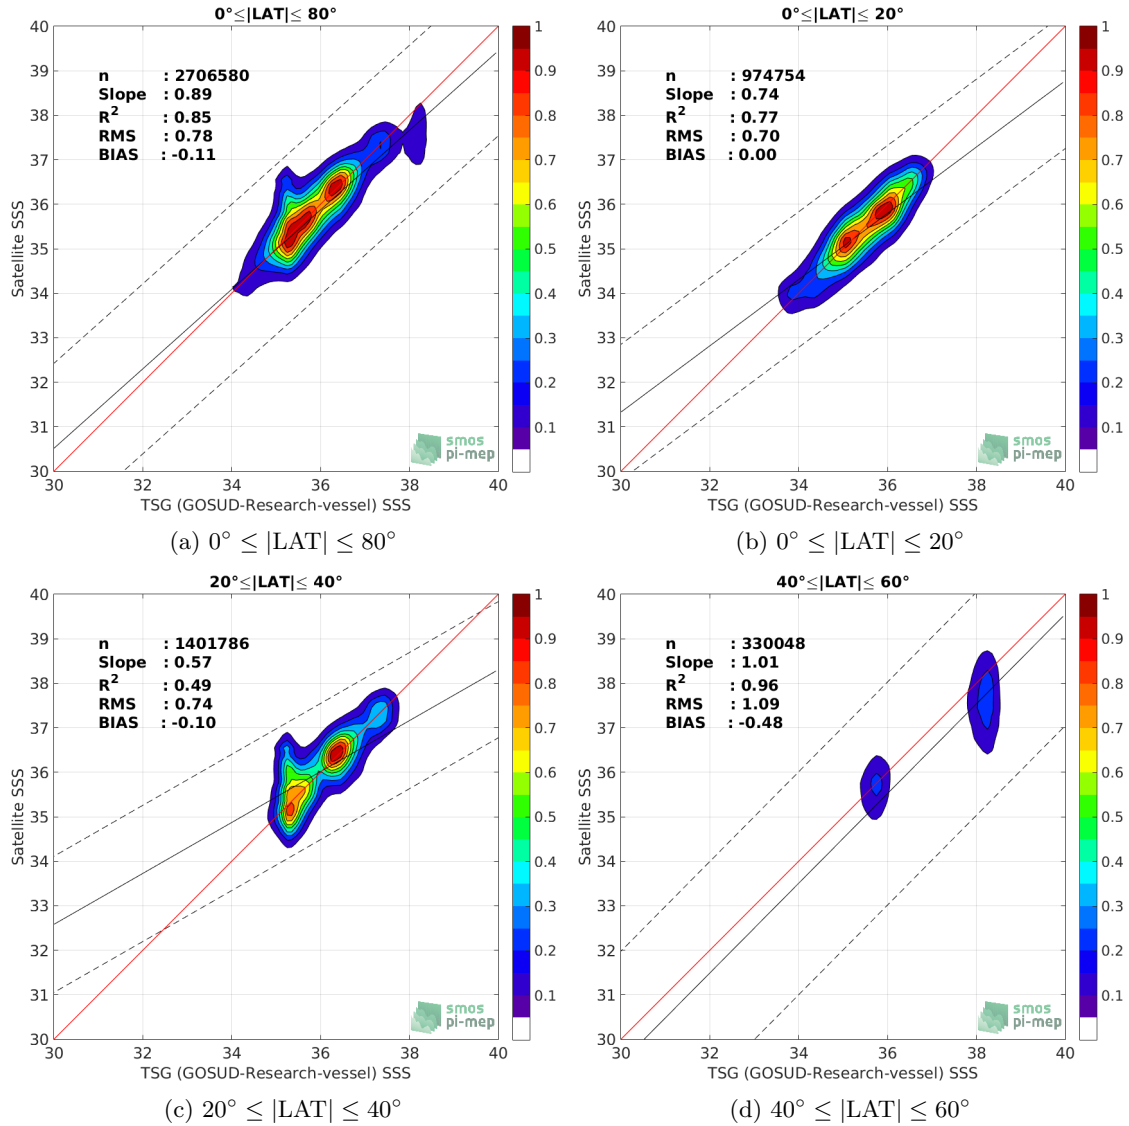 0°≤|LAT|≤ 80°
n : 2706580
Slope : 0.89
R2 : 0.85
RMS : 0.78
BIAS : -0.11
Satellite SSS
40
39
38
37
36
35
34
33
32
31
30
30 32 34 36 38 40
TSG (GOSUD-Research-vessel) SSS
smos
pi-mep
1
0.9
0.8
0.7
0.6
0.5
0.4
0.3
0.2
0.1
(a) 0° ≤ |LAT| ≤ 80°
0°≤|LAT|≤ 20°
n : 974754
Slope : 0.74
R2 : 0.77
RMS : 0.70
BIAS : 0.00
Satellite SSS
40
39
38
37
36
35
34
33
32
31
30
30 32 34 36 38 40
TSG (GOSUD-Research-vessel) SSS
smos
pi-mep
1
0.9
0.8
0.7
0.6
0.5
0.4
0.3
0.2
0.1
(b) 0° ≤ |LAT| ≤ 20°
20°≤|LAT|≤ 40°
n : 1401786
Slope : 0.57
R2 : 0.49
RMS : 0.74
BIAS : -0.10
Satellite SSS
40
39
38
37
36
35
34
33
32
31
30
30 32 34 36 38 40
TSG (GOSUD-Research-vessel) SSS
smos
pi-mep
1
0.9
0.8
0.7
0.6
0.5
0.4
0.3
0.2
0.1
(c) 20° ≤ |LAT| ≤ 40°
40°≤|LAT|≤ 60°
n : 330048
Slope : 1.01
R2 : 0.96
RMS : 1.09
BIAS : -0.48
Satellite SSS
40
39
38
37
36
35
34
33
32
31
30
30 32 34 36 38 40
TSG (GOSUD-Research-vessel) SSS
smos
pi-mep
1
0.9
0.8
0.7
0.6
0.5
0.4
0.3
0.2
0.1
(d) 40° ≤ |LAT| ≤ 60°